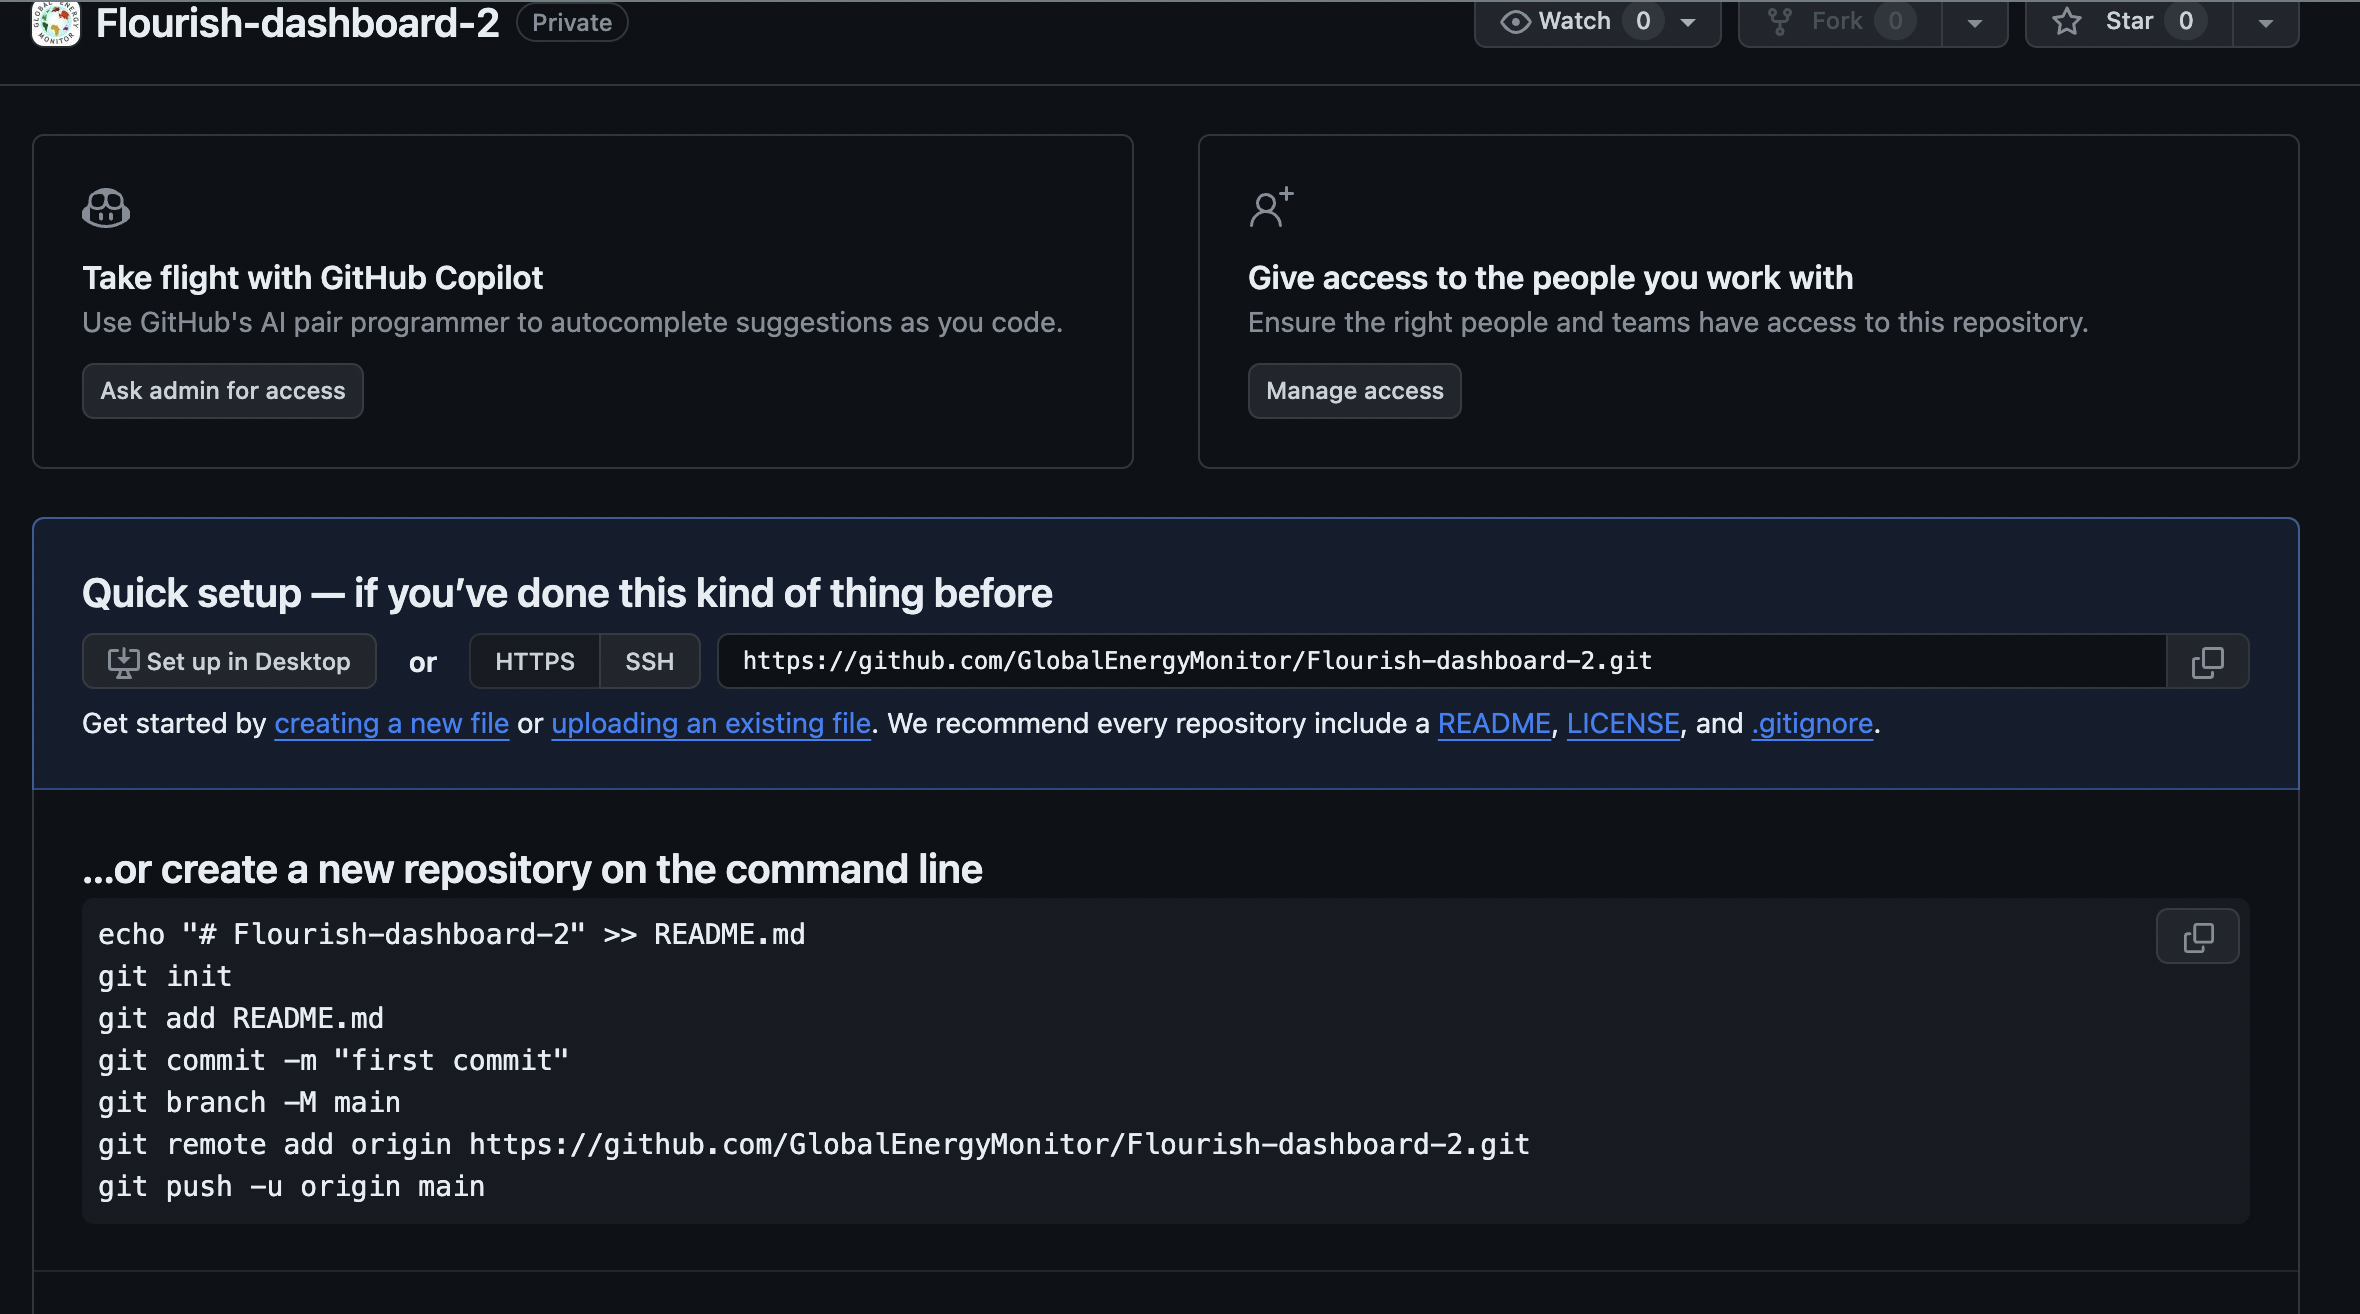 Flourish-dashboard-2 Private Watch 0 Fork 0 Star 0
GLOBAL ENERGY MONITOR
Take flight with GitHub Copilot
Use GitHub's AI pair programmer to autocomplete suggestions as you code.
Ask admin for access
Give access to the people you work with
Ensure the right people and teams have access to this repository.
Manage access
Quick setup — if you’ve done this kind of thing before
Set up in Desktop or HTTPS SSH https://github.com/GlobalEnergyMonitor/Flourish-dashboard-2.git
Get started by creating a new file or uploading an existing file. We recommend every repository include a README, LICENSE, and .gitignore.
…or create a new repository on the command line
echo "# Flourish-dashboard-2" >> README.md
git init
git add README.md
git commit -m "first commit"
git branch -M main
git remote add origin https://github.com/GlobalEnergyMonitor/Flourish-dashboard-2.git
git push -u origin main